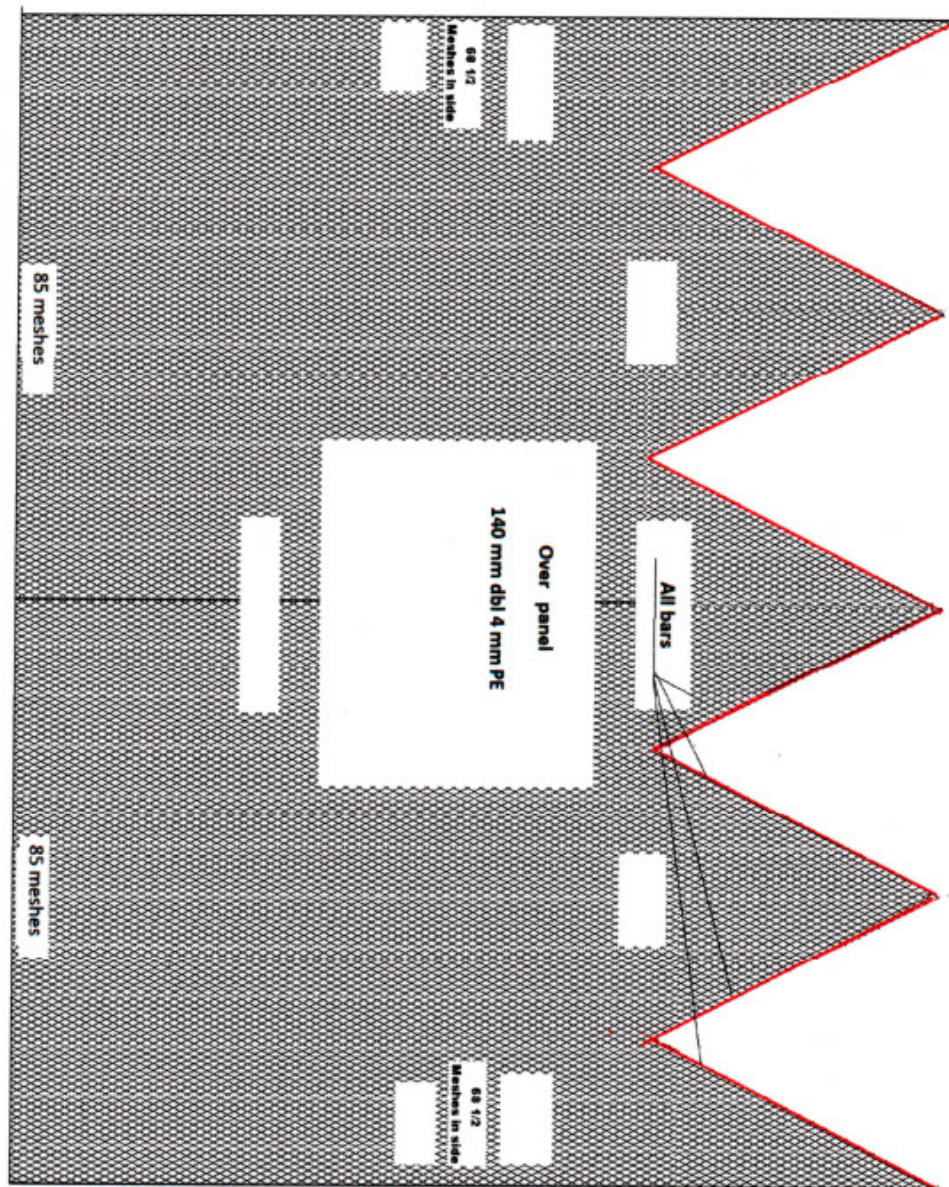 All bars
Over panel
140 mm dbl 4 mm PE
68 1/2
Meshes in side
68 1/2
Meshes in side
85 meshes
85 meshes